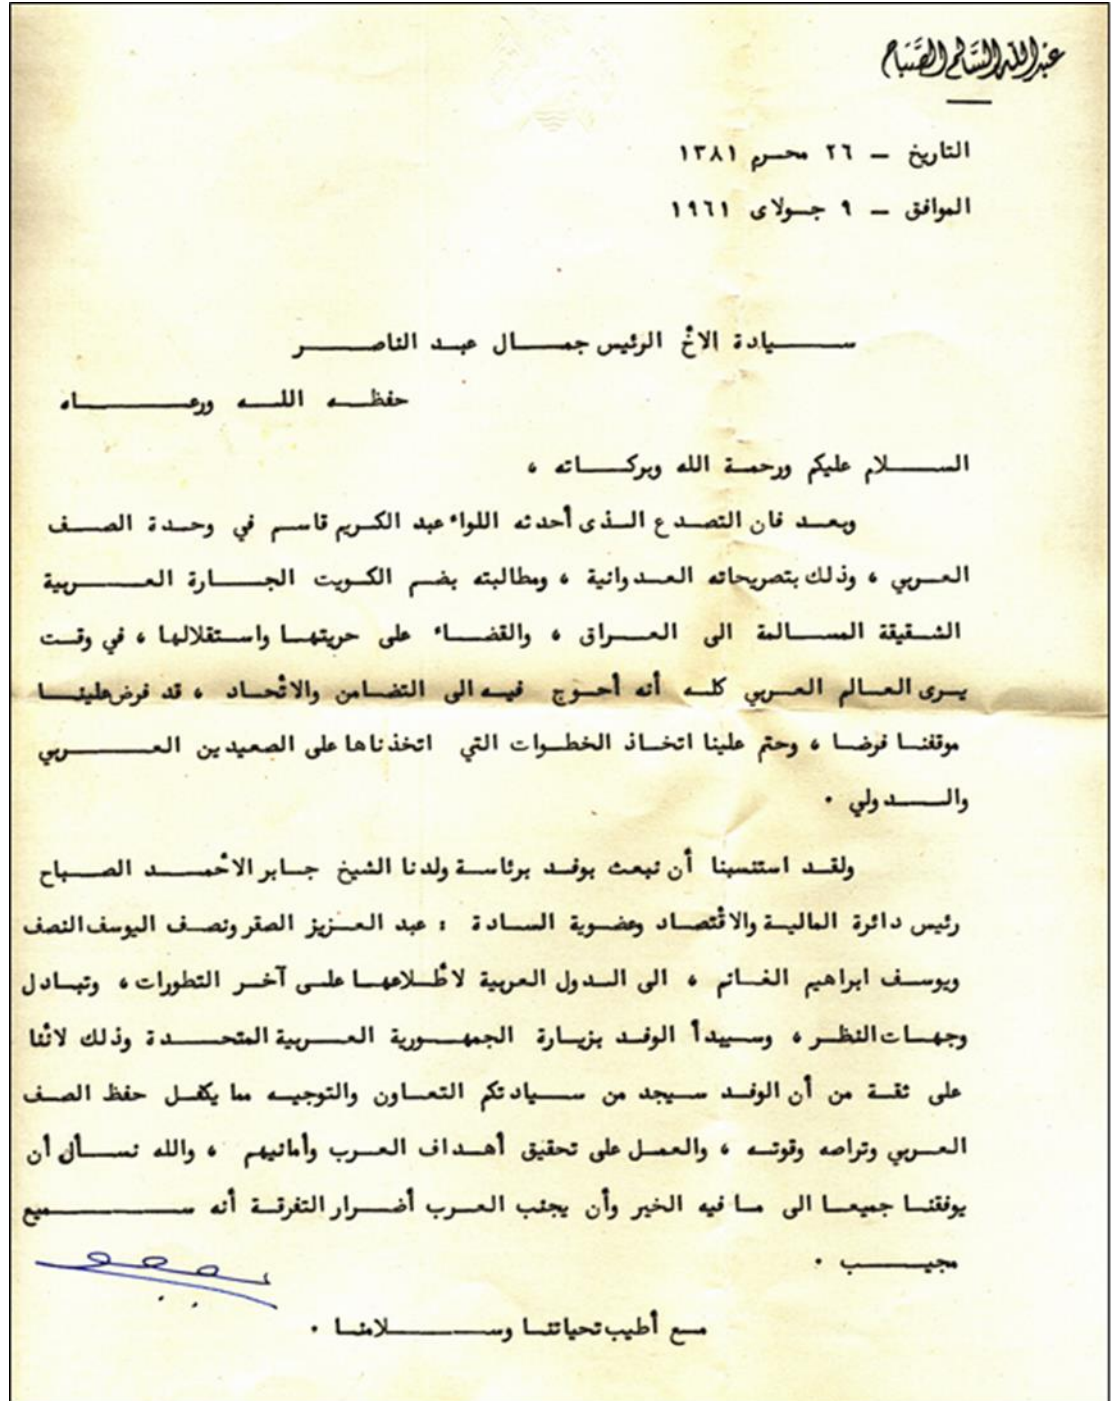 عبدالله السالم الصباح
التاريخ – ٢٦ محرم ١٣٨١
الموافق – ٩ جولاى ١٩٦١
سيادة الأخ الرئيس جمال عبد الناصر
حفظه الله ورعاه
السلام عليكم ورحمة الله وبركاته ،
وبعد فان التصدع الذى أحدثه اللواء عبد الكريم قاسم في وحدة الصف
العربي ، وذلك بتصريحاته العدوانية ، ومطالبته بضم الكويت الجارة العربية
الشقيقة المسالمة الى العراق ، والقضاء على حريتها واستقلالها ، في وقت
يرى العالم العربي كله أنه أحوج فيه الى التضامن والاتحاد ، قد فرض علينا
موقفنا فرضا ، وحتم علينا اتخاذ الخطوات التي اتخذناها على الصعيدين العربي
والدولي .
ولقد استنسبنا أن نبعث بوفد برئاسة ولدنا الشيخ جابر الأحمد الصباح
رئيس دائرة المالية والاقتصاد وعضوية السادة : عبد العزيز الصقر ونصف اليوسف النصف
ويوسف ابراهيم الغانم ، الى الدول العربية لاطلاعها على آخر التطورات ، وتبادل
وجهات النظر ، وسيبدأ الوفد بزيارة الجمهورية العربية المتحدة وذلك لأننا
على ثقة من أن الوفد سيجد من سيادتكم التعاون والتوجيه مما يكفل حفظ الصف
العربي وتراصه وقوته ، والعمل على تحقيق أهداف العرب وأمانيهم ، والله نسأل أن
يوفقنا جميعا الى ما فيه الخير وأن يجنب العرب أضرار التفرقة أنه سميع
مجيب .
مع أطيب تحياتنا وسلامنا .